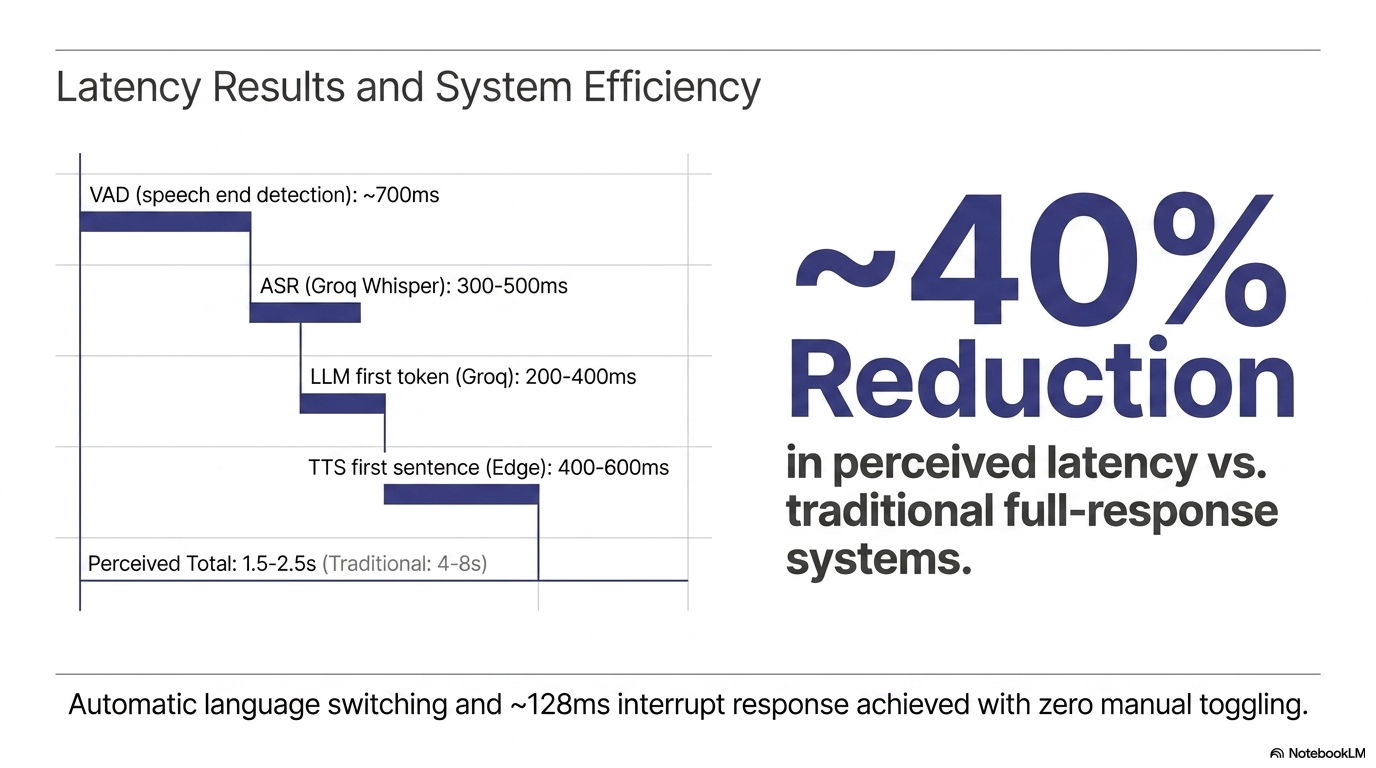 Latency Results and System Efficiency
VAD (speech end detection): ~700ms
ASR (Groq Whisper): 300-500ms
LLM first token (Groq): 200-400ms
TTS first sentence (Edge): 400-600ms
Perceived Total: 1.5-2.5s (Traditional: 4-8s)
~40%
Reduction
in perceived latency vs.
traditional full-response
systems.
Automatic language switching and ~128ms interrupt response achieved with zero manual toggling.
NotebookLM